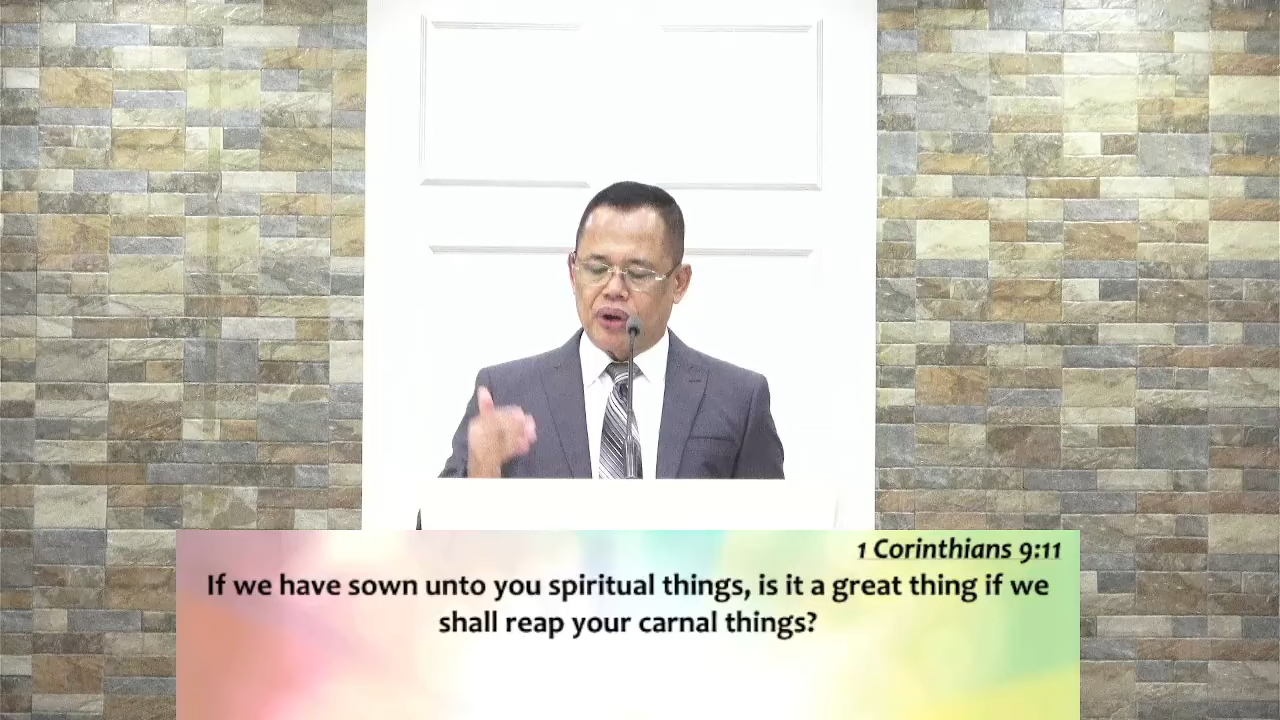 1 Corinthians 9:11
If we have sown unto you spiritual things, is it a great thing if we
shall reap your carnal things?